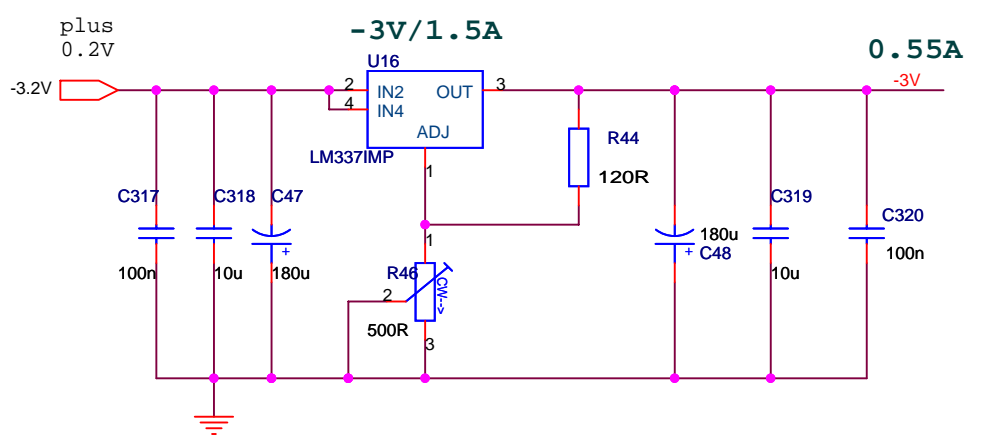 plus
0.2V
-3V/1.5A
0.55A
U16
-3.2V
2
IN2
OUT
3
-3V
4
IN4
ADJ
LM337IMP
1
R44
120R
C317
C318
C47
C319
C320
1
180u
+
+
C48
100n
100n
10u
180u
R46
CW-->
10u
2
500R
3